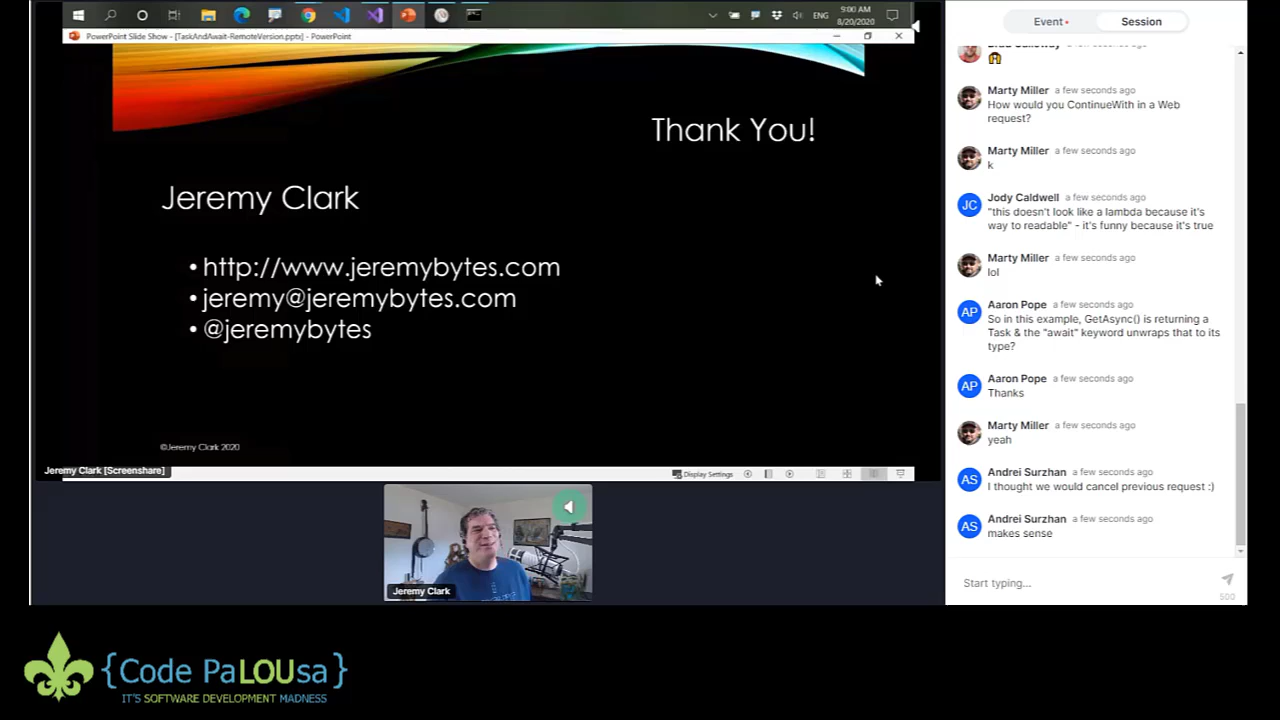 9:00 AM
ENG
8/20/2020
PowerPoint Slide Show - [TaskAndAwait-RemoteVersion.pptx] - PowerPoint
Thank You!
Jeremy Clark
• http://www.jeremybytes.com
• jeremy@jeremybytes.com
• @jeremybytes
©Jeremy Clark 2020
Jeremy Clark [Screenshare]
Display Settings
Jeremy Clark
Event
Session
Marty Miller a few seconds ago
How would you ContinueWith in a Web
request?
Marty Miller a few seconds ago
k
JC
Jody Caldwell a few seconds ago
"this doesn't look like a lambda because it's
way to readable" - it's funny because it's true
Marty Miller a few seconds ago
lol
AP
Aaron Pope a few seconds ago
So in this example, GetAsync() is returning a
Task & the "await" keyword unwraps that to its
type?
AP
Aaron Pope a few seconds ago
Thanks
Marty Miller a few seconds ago
yeah
AS
Andrei Surzhan a few seconds ago
I thought we would cancel previous request :)
AS
Andrei Surzhan a few seconds ago
makes sense
Start typing...
500
{Code PaLOUsa}
IT'S SOFTWARE DEVELOPMENT MADNESS